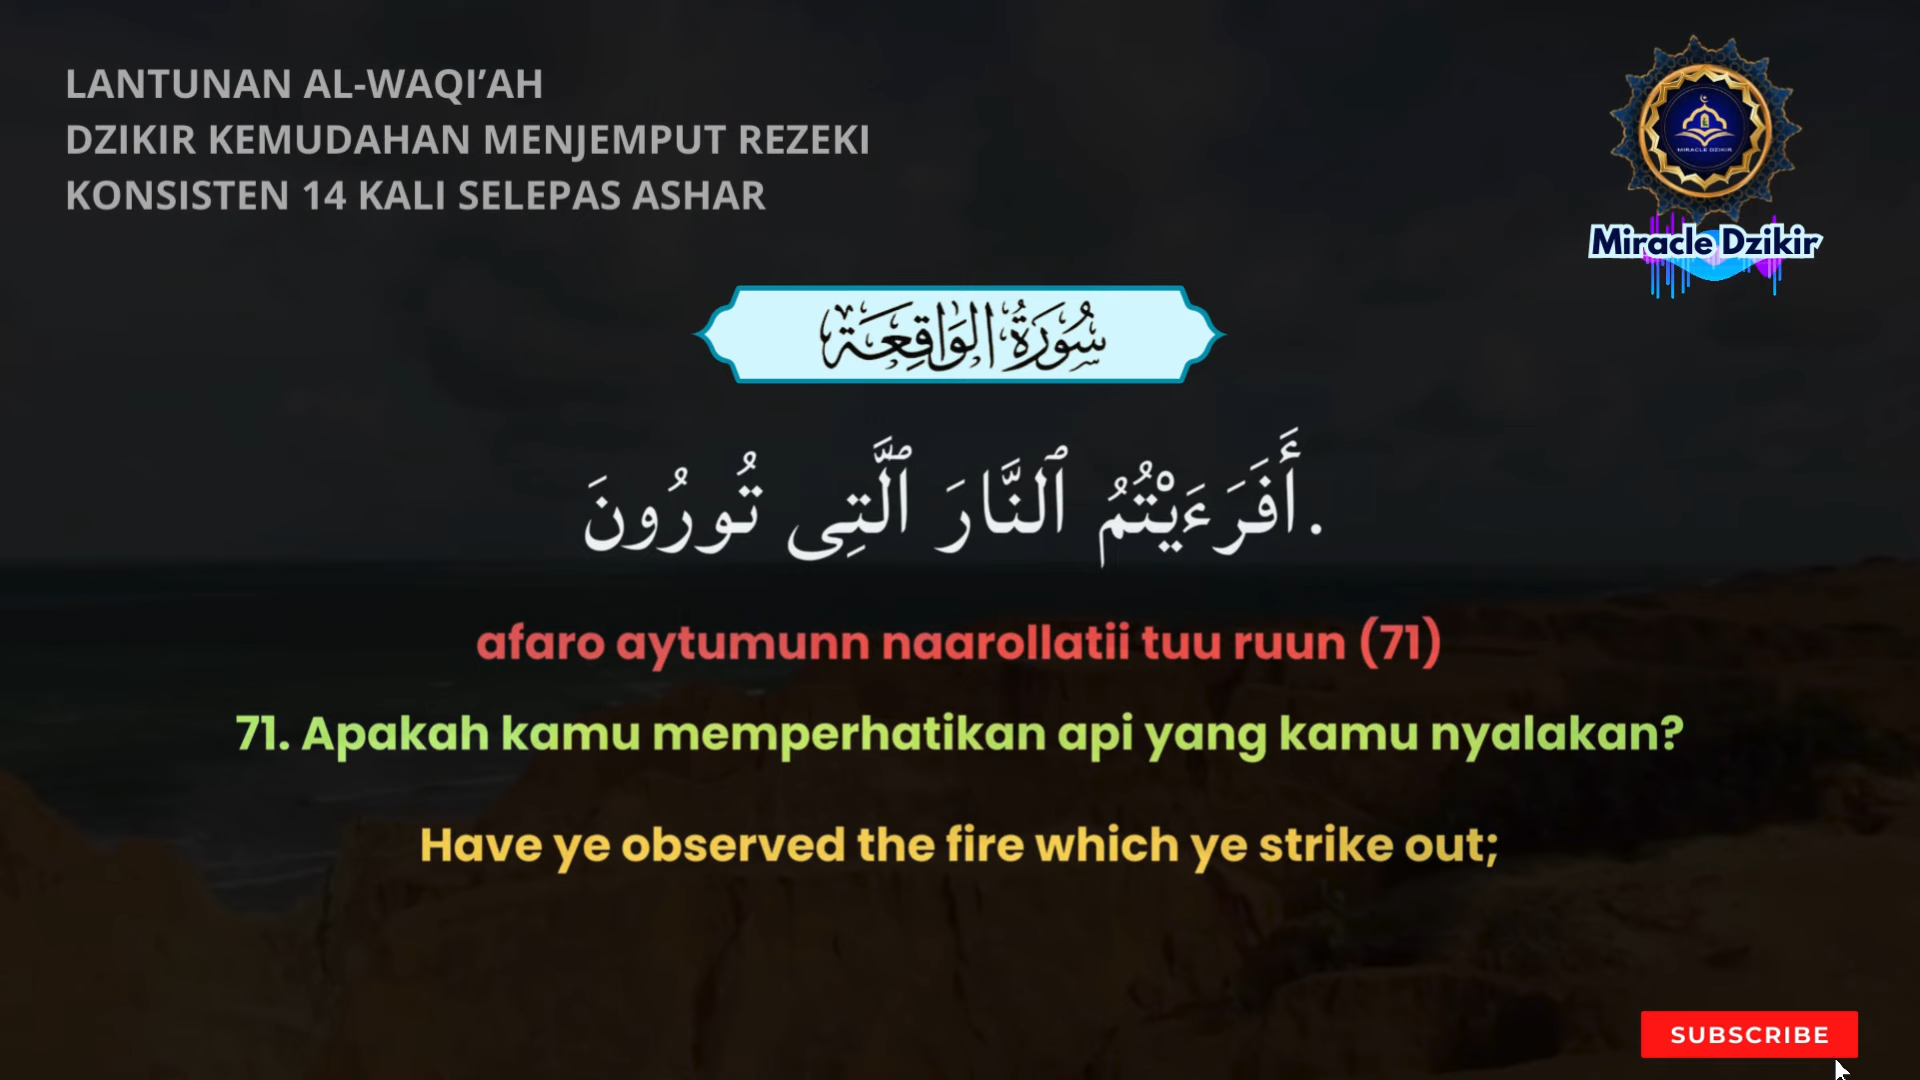 LANTUNAN AL-WAQI’AH
DZIKIR KEMUDAHAN MENJEMPUT REZEKI
KONSISTEN 14 KALI SELEPAS ASHAR
MIRACLE DZIKIR
Miracle Dzikir
سُورَةُ الوَاقِعَة
.أَفَرَءَيْتُمُ ٱلنَّارَ ٱلَّتِى تُورُونَ
afaro aytumunn naarollatii tuu ruun (71)
71. Apakah kamu memperhatikan api yang kamu nyalakan?
Have ye observed the fire which ye strike out;
SUBSCRIBE